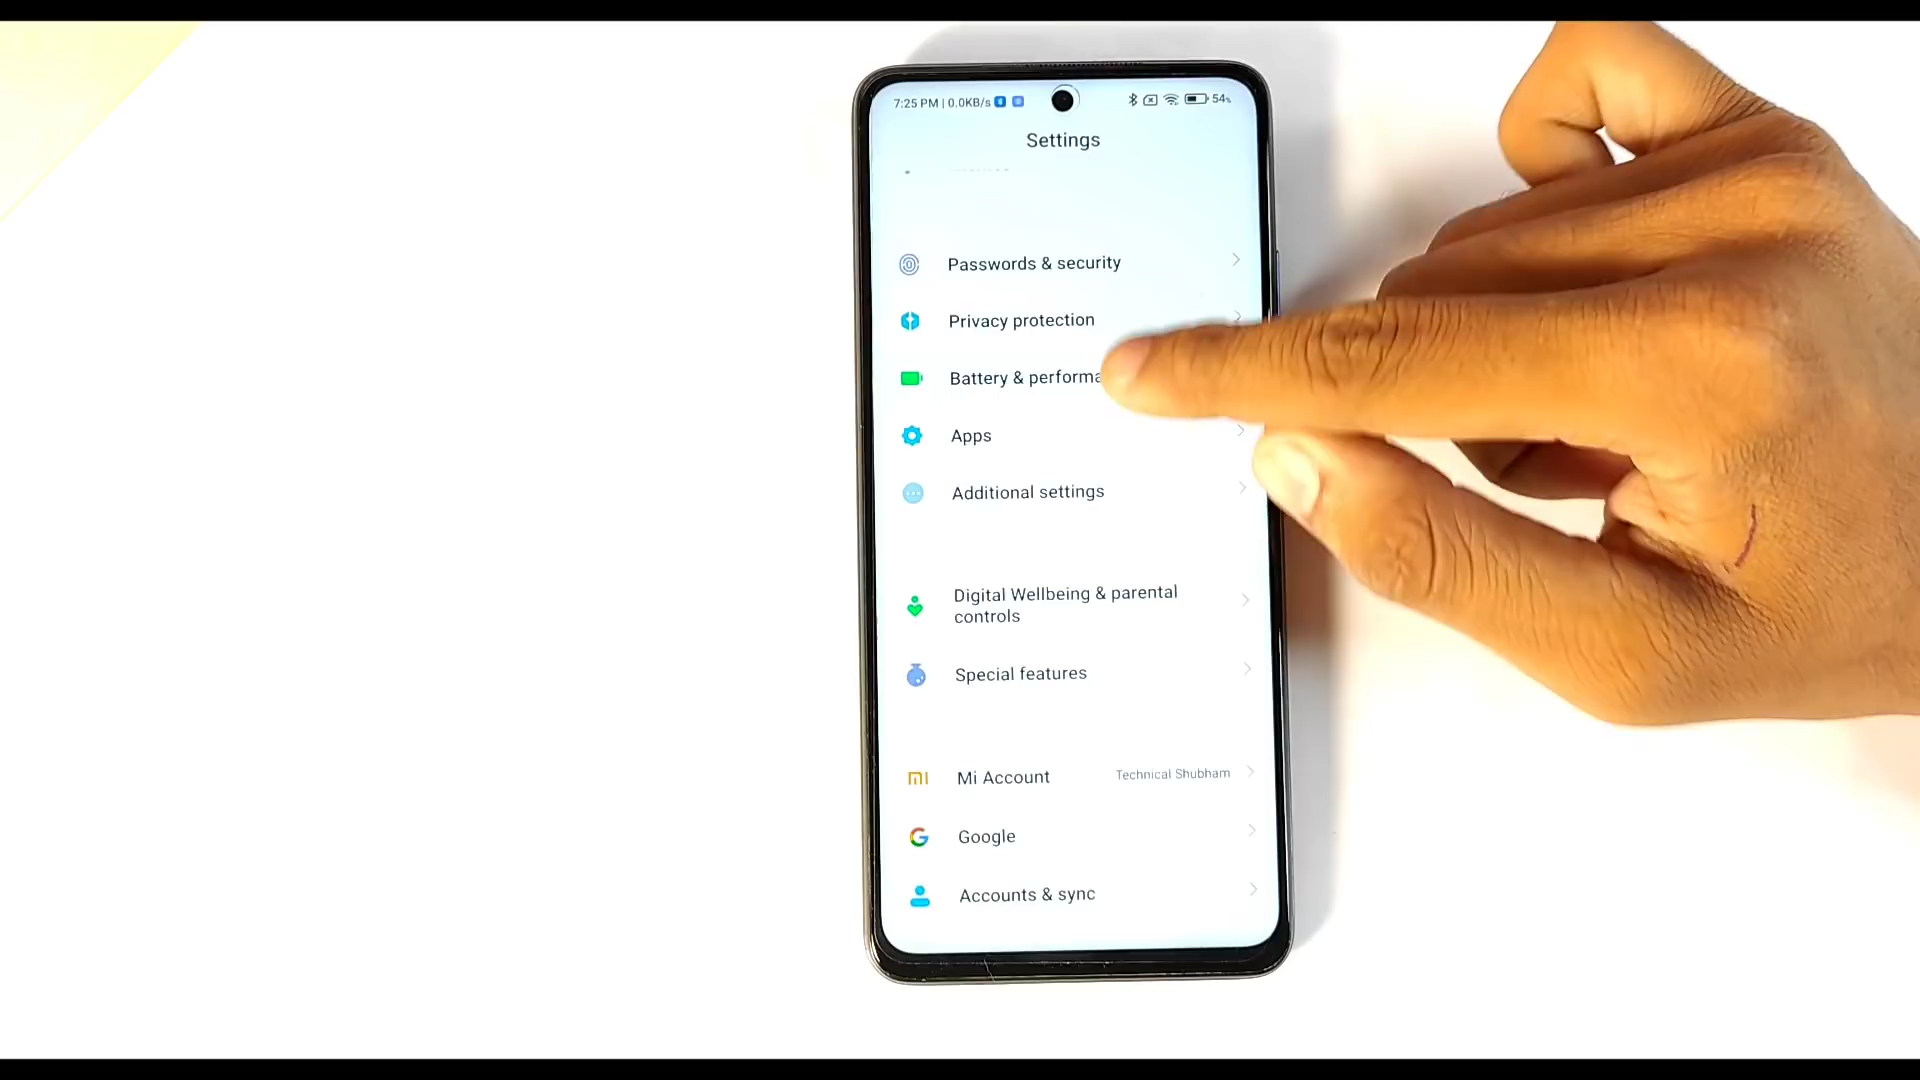 7:25 PM | 0.0KB/s 54%
Settings
Passwords & security
Privacy protection
Battery & performa
Apps
Additional settings
Digital Wellbeing & parental
controls
Special features
Mi Account Technical Shubham
Google
Accounts & sync